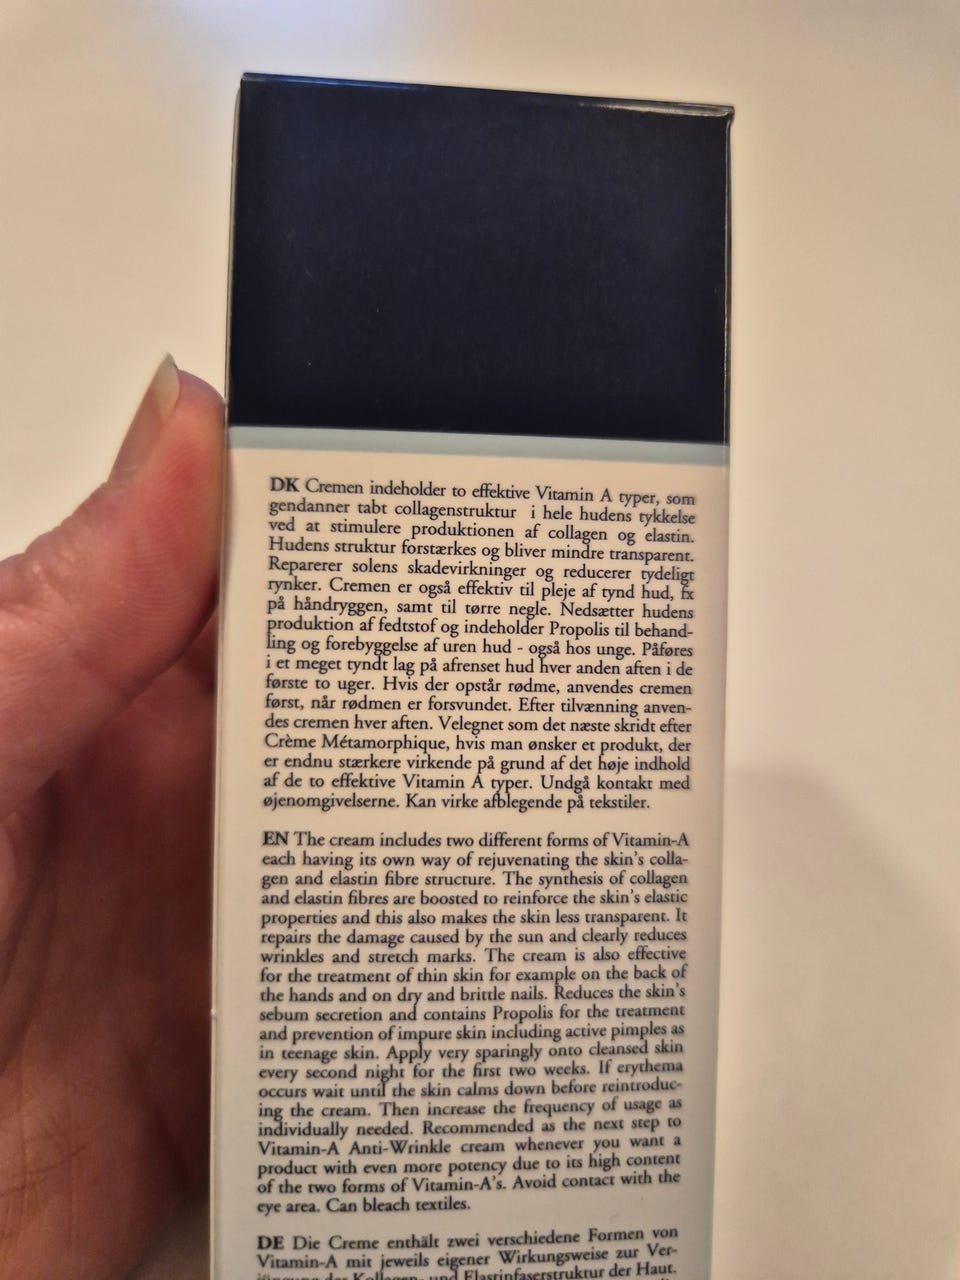 DK Cremen indeholder to effektive Vitamin A typer, som
gendanner tabt collagenstruktur i hele hudens tykkelse
ved at stimulere produktionen af collagen og elastin.
Hudens struktur forstærkes og bliver mindre transparent.
Reparerer solens skadevirkninger og reducerer tydeligt
rynker. Cremen er også effektiv til pleje af tynd hud, fx
på håndryggen, samt til tørre negle. Nedsætter hudens
produktion af fedtstof og indeholder Propolis til behand-
ling og forebyggelse af uren hud - også hos unge. Påføres
i et meget tyndt lag på afrenset hud hver anden aften i de
første to uger. Hvis der opstår rødme, anvendes cremen
først, når rødmen er forsvundet. Efter tilvænning anven-
des cremen hver aften. Velegnet som det næste skridt efter
Crème Métamorphique, hvis man ønsker et produkt, der
er endnu stærkere virkende på grund af det høje indhold
af de to effektive Vitamin A typer. Undgå kontakt med
øjenomgivelserne. Kan virke afblegende på tekstiler.
EN The cream includes two different forms of Vitamin-A
each having its own way of rejuvenating the skin's colla-
gen and elastin fibre structure. The synthesis of collagen
and elastin fibres are boosted to reinforce the skin's elastic
properties and this also makes the skin less transparent. It
repairs the damage caused by the sun and clearly reduces
wrinkles and stretch marks. The cream is also effective
for the treatment of thin skin for example on the back of
the hands and on dry and brittle nails. Reduces the skin's
sebum secretion and contains Propolis for the treatment
and prevention of impure skin including active pimples as
in teenage skin. Apply very sparingly onto cleansed skin
every second night for the first two weeks. If erythema
occurs wait until the skin calms down before reintroduc-
ing the cream. Then increase the frequency of usage as
individually needed. Recommended as the next step to
Vitamin-A Anti-Wrinkle cream whenever you want a
product with even more potency due to its high content
of the two forms of Vitamin-A's. Avoid contact with the
eye area. Can bleach textiles.
DE Die Creme enthält zwei verschiedene Formen von
Vitamin-A mit jeweils eigener Wirkungsweise zur Ver-
jüngung der Kollagen- und Elastinfaserstruktur der Haut.